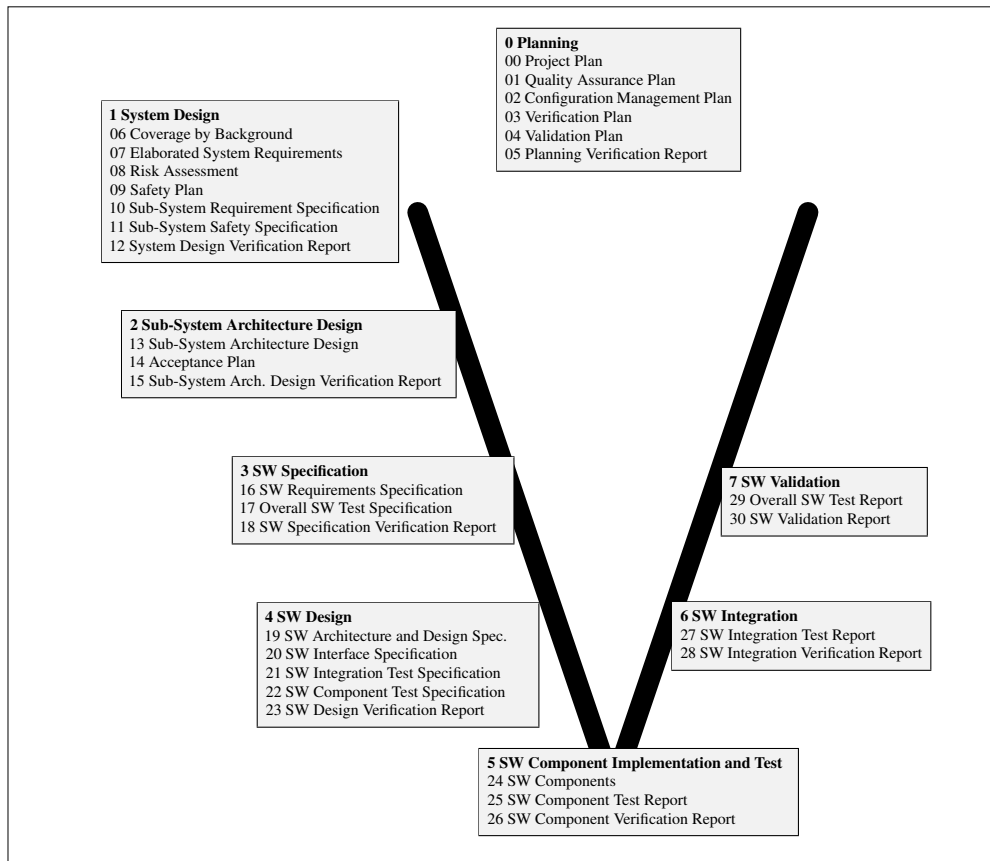 0 Planning
00 Project Plan
01 Quality Assurance Plan
02 Configuration Management Plan
03 Verification Plan
04 Validation Plan
05 Planning Verification Report
1 System Design
06 Coverage by Background
07 Elaborated System Requirements
08 Risk Assessment
09 Safety Plan
10 Sub-System Requirement Specification
11 Sub-System Safety Specification
12 System Design Verification Report
2 Sub-System Architecture Design
13 Sub-System Architecture Design
14 Acceptance Plan
15 Sub-System Arch. Design Verification Report
3 SW Specification
16 SW Requirements Specification
17 Overall SW Test Specification
18 SW Specification Verification Report
4 SW Design
19 SW Architecture and Design Spec.
20 SW Interface Specification
21 SW Integration Test Specification
22 SW Component Test Specification
23 SW Design Verification Report
5 SW Component Implementation and Test
24 SW Components
25 SW Component Test Report
26 SW Component Verification Report
6 SW Integration
27 SW Integration Test Report
28 SW Integration Verification Report
7 SW Validation
29 Overall SW Test Report
30 SW Validation Report